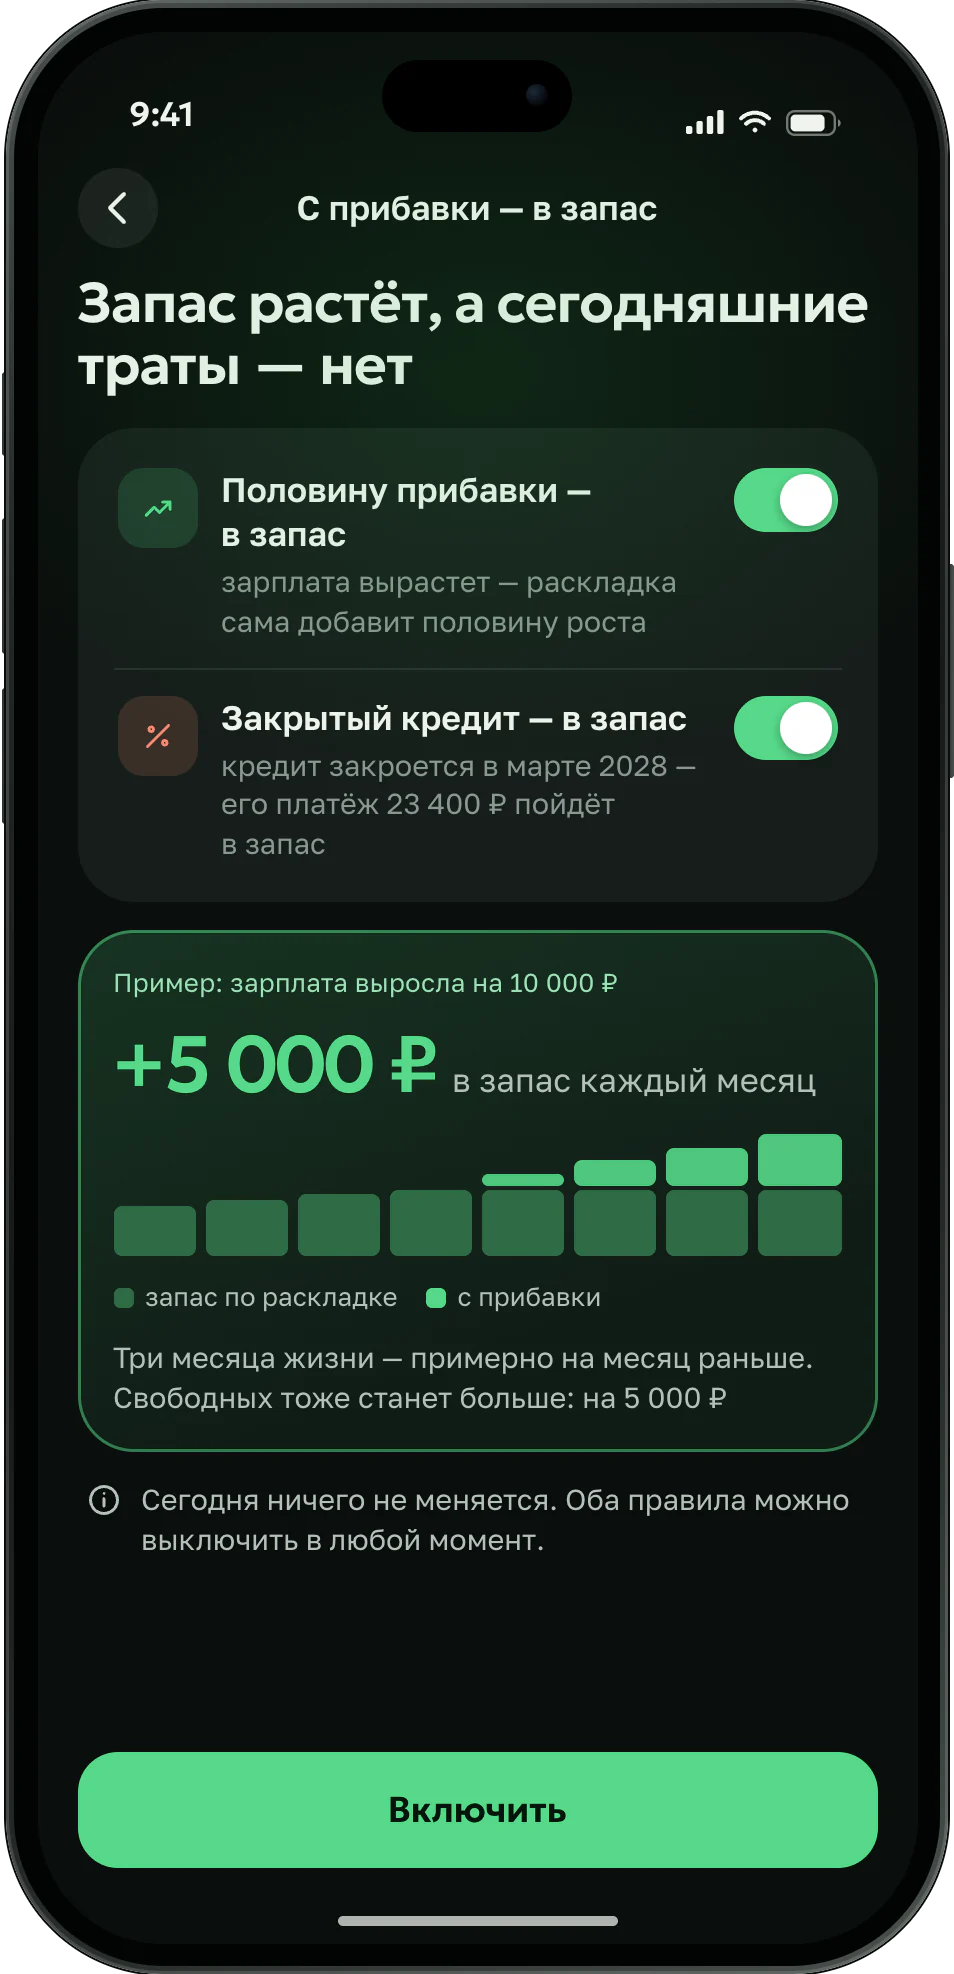 9:41
С прибавки — в запас
Запас растёт, а сегодняшние
траты — нет
Половину прибавки —
в запас
зарплата вырастет — раскладка
сама добавит половину роста
Закрытый кредит — в запас
кредит закроется в марте 2028 —
его платёж 23 400 ₽ пойдёт
в запас
Пример: зарплата выросла на 10 000 ₽
+5 000 ₽ в запас каждый месяц
запас по раскладке с прибавки
Три месяца жизни — примерно на месяц раньше.
Свободных тоже станет больше: на 5 000 ₽
Сегодня ничего не меняется. Оба правила можно
выключить в любой момент.
Включить